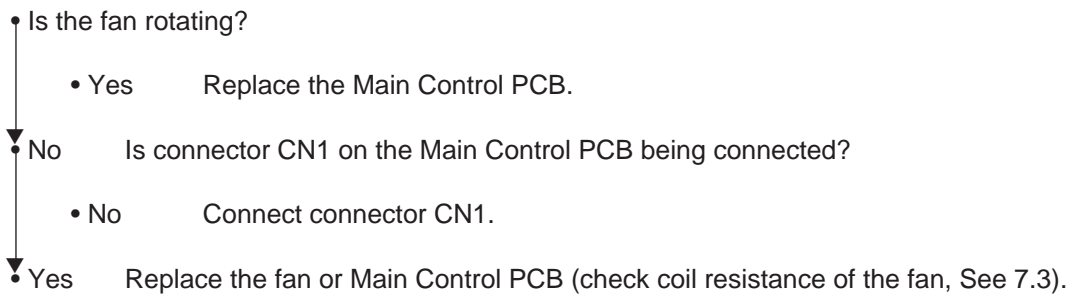 • Is the fan rotating?
• Yes Replace the Main Control PCB.
• No Is connector CN1 on the Main Control PCB being connected?
• No Connect connector CN1.
• Yes Replace the fan or Main Control PCB (check coil resistance of the fan, See 7.3).